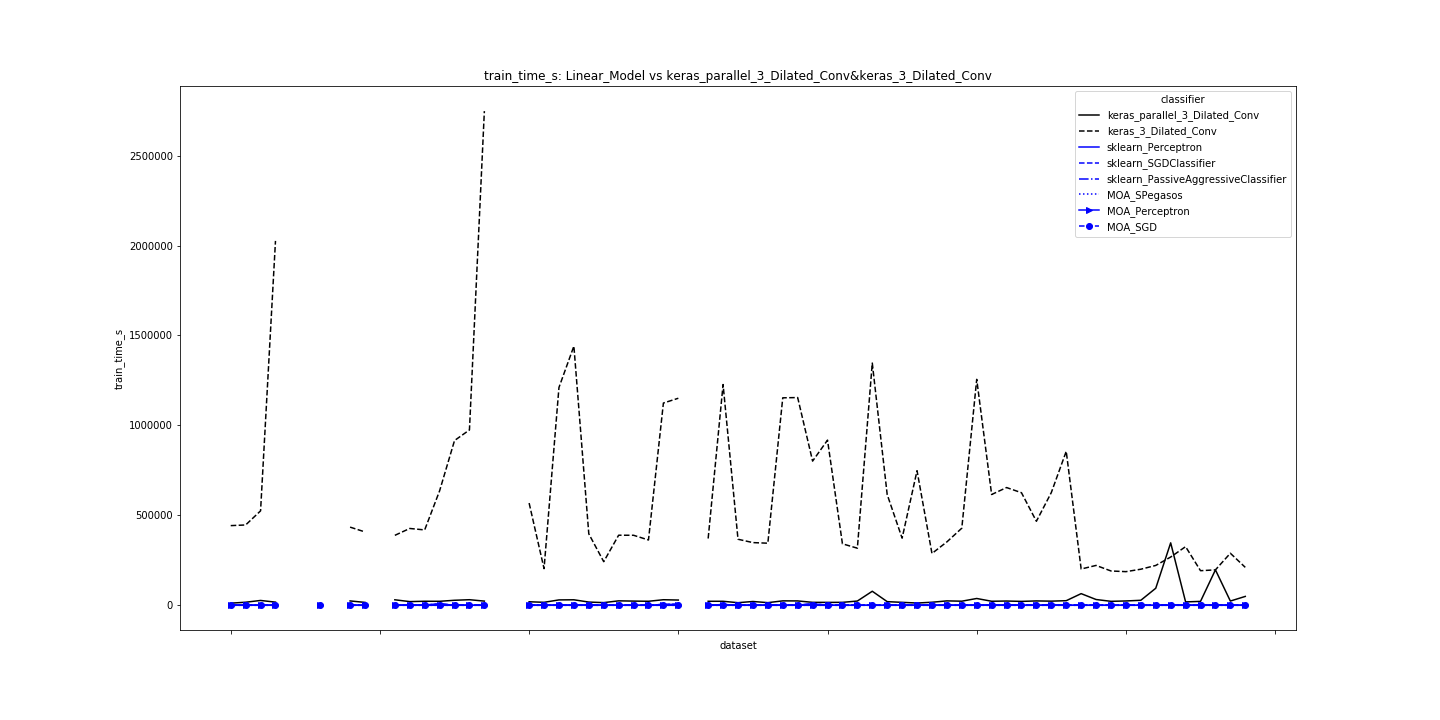 train_time_s: Linear_Model vs keras_parallel_3_Dilated_Conv&keras_3_Dilated_Conv
classifier
keras_parallel_3_Dilated_Conv
keras_3_Dilated_Conv
sklearn_Perceptron
sklearn_SGDClassifier
sklearn_PassiveAggressiveClassifier
MOA_SPegasos
MOA_Perceptron
MOA_SGD
train_time_s
2500000
2000000
1500000
1000000
500000
0
dataset